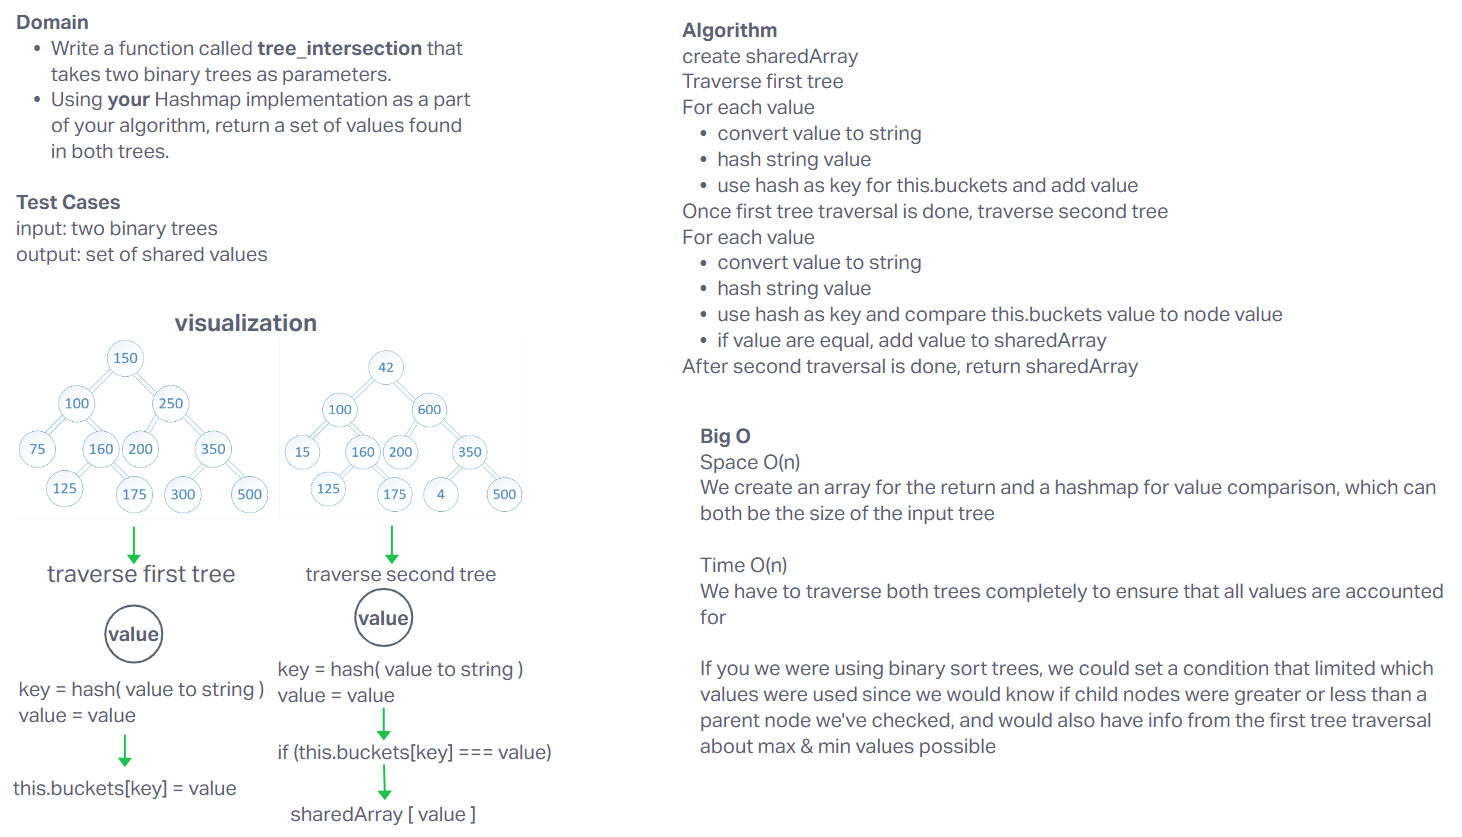 Domain
• Write a function called tree_intersection that
takes two binary trees as parameters.
• Using your Hashmap implementation as a part
of your algorithm, return a set of values found
in both trees.
Test Cases
input: two binary trees
output: set of shared values
visualization
150
100 250
75 160 200 350
125 175 300 500
42
100 600
15 160 200 350
125 175 4 500
traverse first tree
value
key = hash( value to string )
value = value
this.buckets[key] = value
traverse second tree
value
key = hash( value to string )
value = value
if (this.buckets[key] === value)
sharedArray [ value ]
Algorithm
create sharedArray
Traverse first tree
For each value
• convert value to string
• hash string value
• use hash as key for this.buckets and add value
Once first tree traversal is done, traverse second tree
For each value
• convert value to string
• hash string value
• use hash as key and compare this.buckets value to node value
• if value are equal, add value to sharedArray
After second traversal is done, return sharedArray
Big O
Space O(n)
We create an array for the return and a hashmap for value comparison, which can
both be the size of the input tree
Time O(n)
We have to traverse both trees completely to ensure that all values are accounted
for
If you we were using binary sort trees, we could set a condition that limited which
values were used since we would know if child nodes were greater or less than a
parent node we've checked, and would also have info from the first tree traversal
about max & min values possible